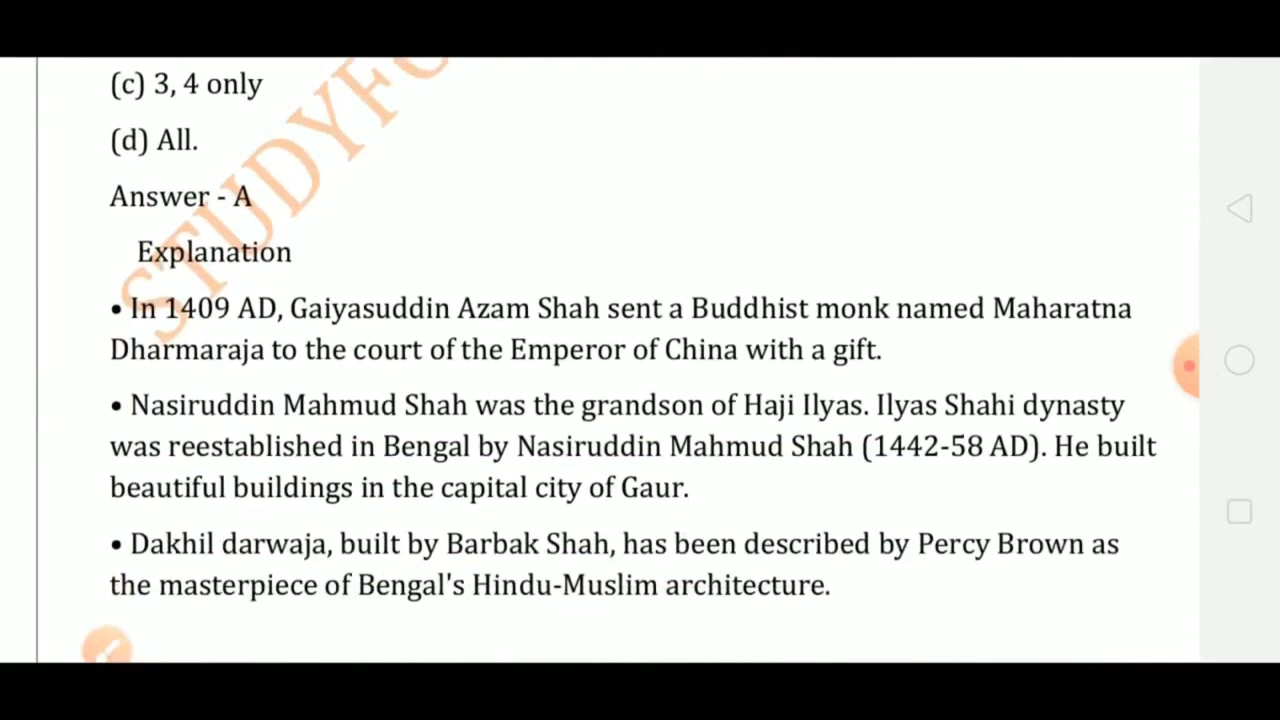 (c) 3, 4 only
(d) All.
Answer - A
Explanation
• In 1409 AD, Gaiyasuddin Azam Shah sent a Buddhist monk named Maharatna
Dharmaraja to the court of the Emperor of China with a gift.
• Nasiruddin Mahmud Shah was the grandson of Haji Ilyas. Ilyas Shahi dynasty
was reestablished in Bengal by Nasiruddin Mahmud Shah (1442-58 AD). He built
beautiful buildings in the capital city of Gaur.
• Dakhil darwaja, built by Barbak Shah, has been described by Percy Brown as
the masterpiece of Bengal's Hindu-Muslim architecture.